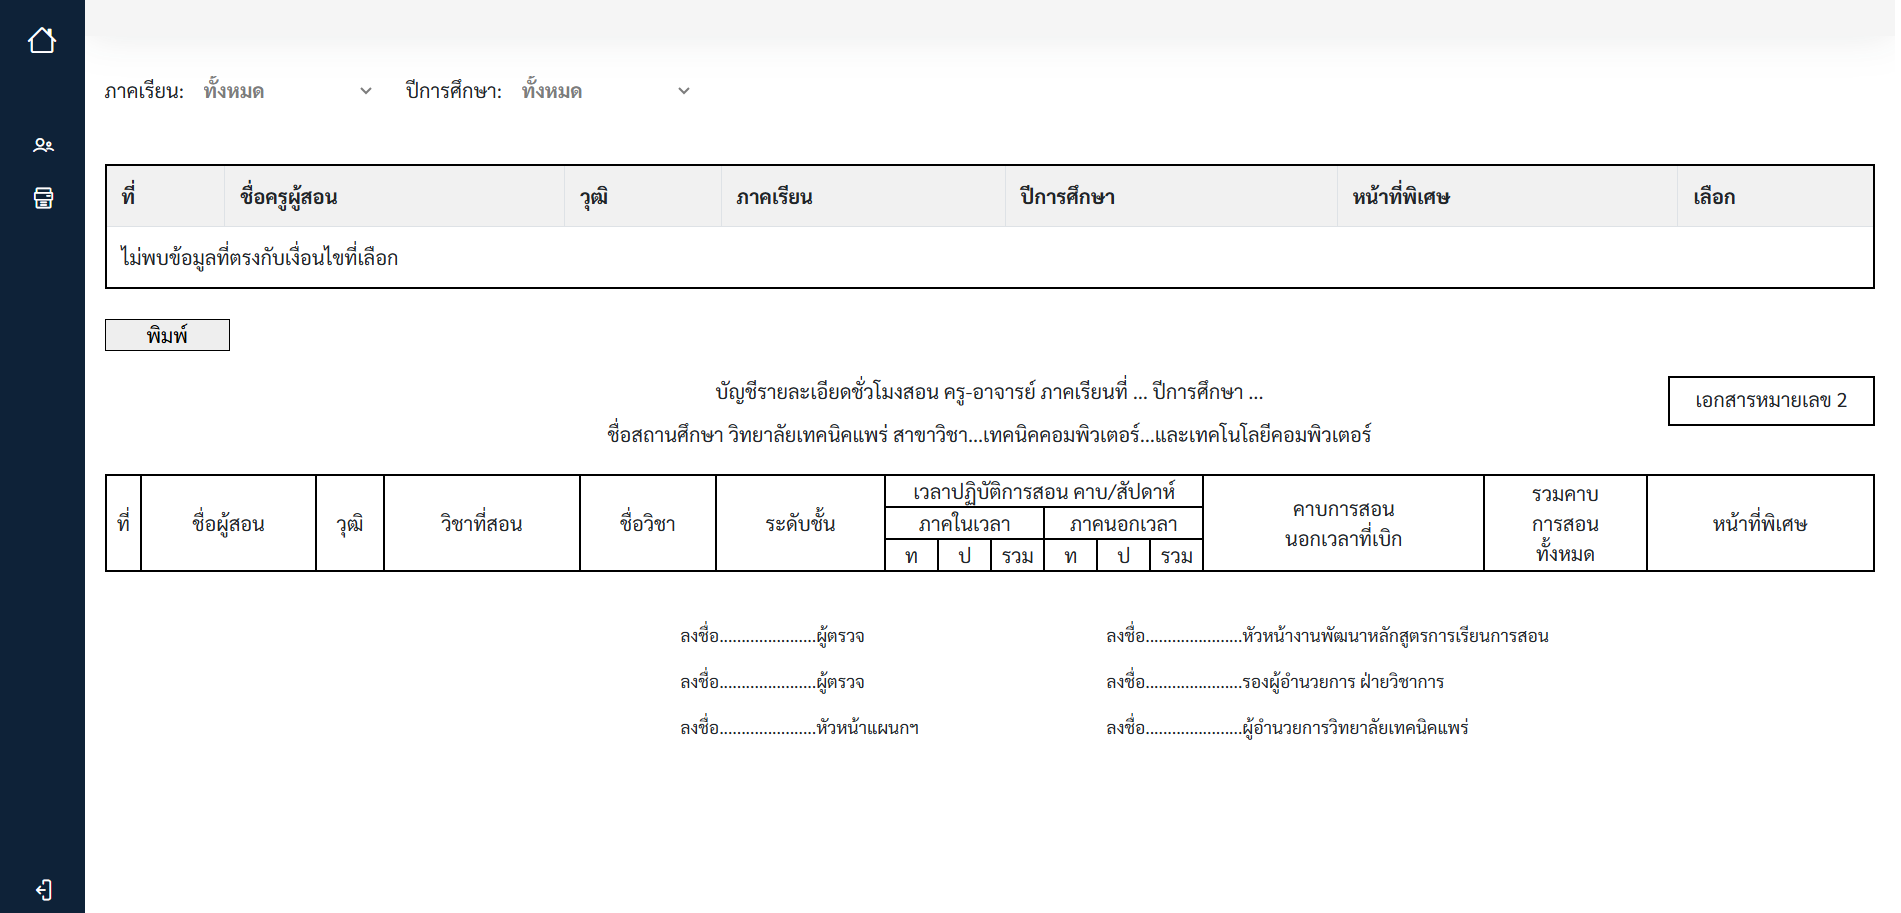 ภาคเรียน: ทั้งหมด ปีการศึกษา: ทั้งหมด
ที่ ชื่อครูผู้สอน วุฒิ ภาคเรียน ปีการศึกษา หน้าที่พิเศษ เลือก
ไม่พบข้อมูลที่ตรงกับเงื่อนไขที่เลือก
พิมพ์
บัญชีรายละเอียดชั่วโมงสอน ครู-อาจารย์ ภาคเรียนที่ ... ปีการศึกษา ...
เอกสารหมายเลข 2
ชื่อสถานศึกษา วิทยาลัยเทคนิคแพร่ สาขาวิชา...เทคนิคคอมพิวเตอร์...และเทคโนโลยีคอมพิวเตอร์
ที่ ชื่อผู้สอน วุฒิ วิชาที่สอน ชื่อวิชา ระดับชั้น
เวลาปฏิบัติการสอน คาบ/สัปดาห์
ภาคในเวลา ภาคนอกเวลา
ท ป รวม ท ป รวม
คาบการสอน
นอกเวลาที่เบิก
รวมคาบ
การสอน
ทั้งหมด
หน้าที่พิเศษ
ลงชื่อ......................ผู้ตรวจ ลงชื่อ......................หัวหน้างานพัฒนาหลักสูตรการเรียนการสอน
ลงชื่อ......................ผู้ตรวจ ลงชื่อ......................รองผู้อำนวยการ ฝ่ายวิชาการ
ลงชื่อ......................หัวหน้าแผนกฯ ลงชื่อ......................ผู้อำนวยการวิทยาลัยเทคนิคแพร่